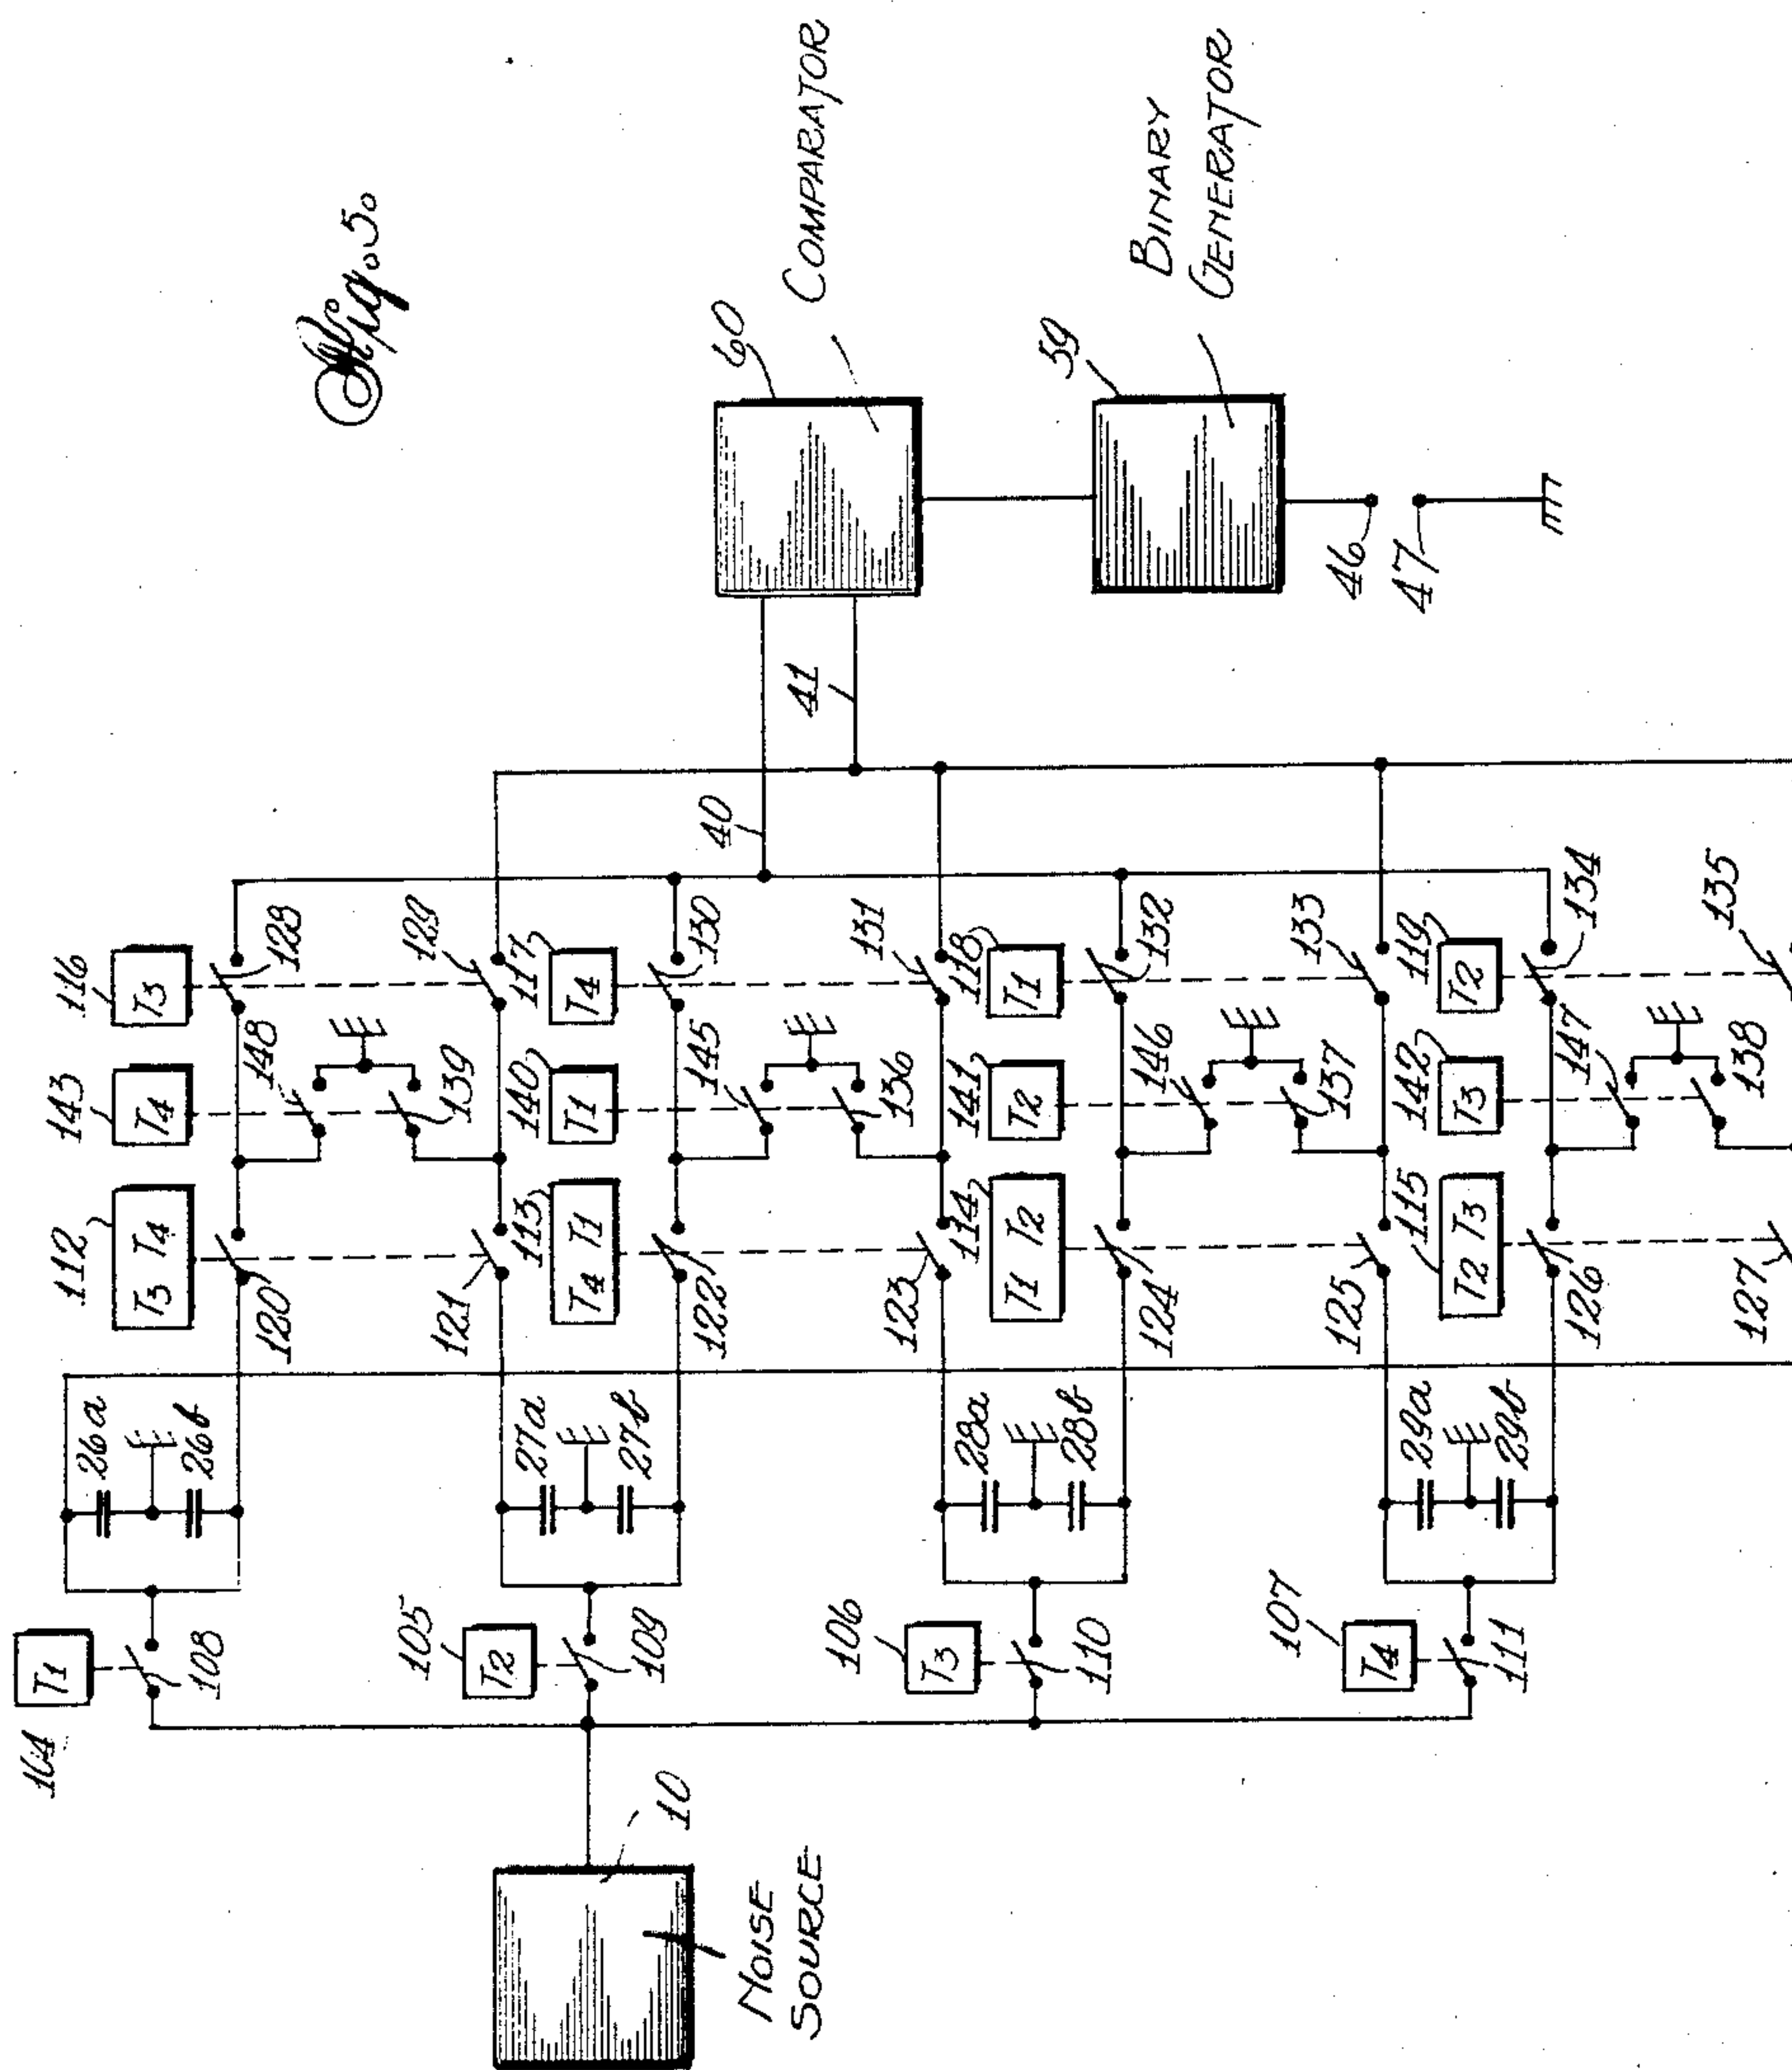 Fig. 5.
104
T1
108
105
T2
109
106
T3
110
107
T4
111
10
NOISE
SOURCE
26a
26b
27a
27b
28a
28b
29a
29b
112
T3 T4
120
121
113
T4 T1
122
123
114
T1 T2
124
125
115
T2 T3
126
127
143
T4
148
139
140
T1
145
136
141
T2
146
137
142
T3
147
138
116
T3
128
129
117
T4
130
131
118
T1
132
133
119
T2
134
135
40
41
60
COMPARATOR
59
BINARY
GENERATOR
46
47